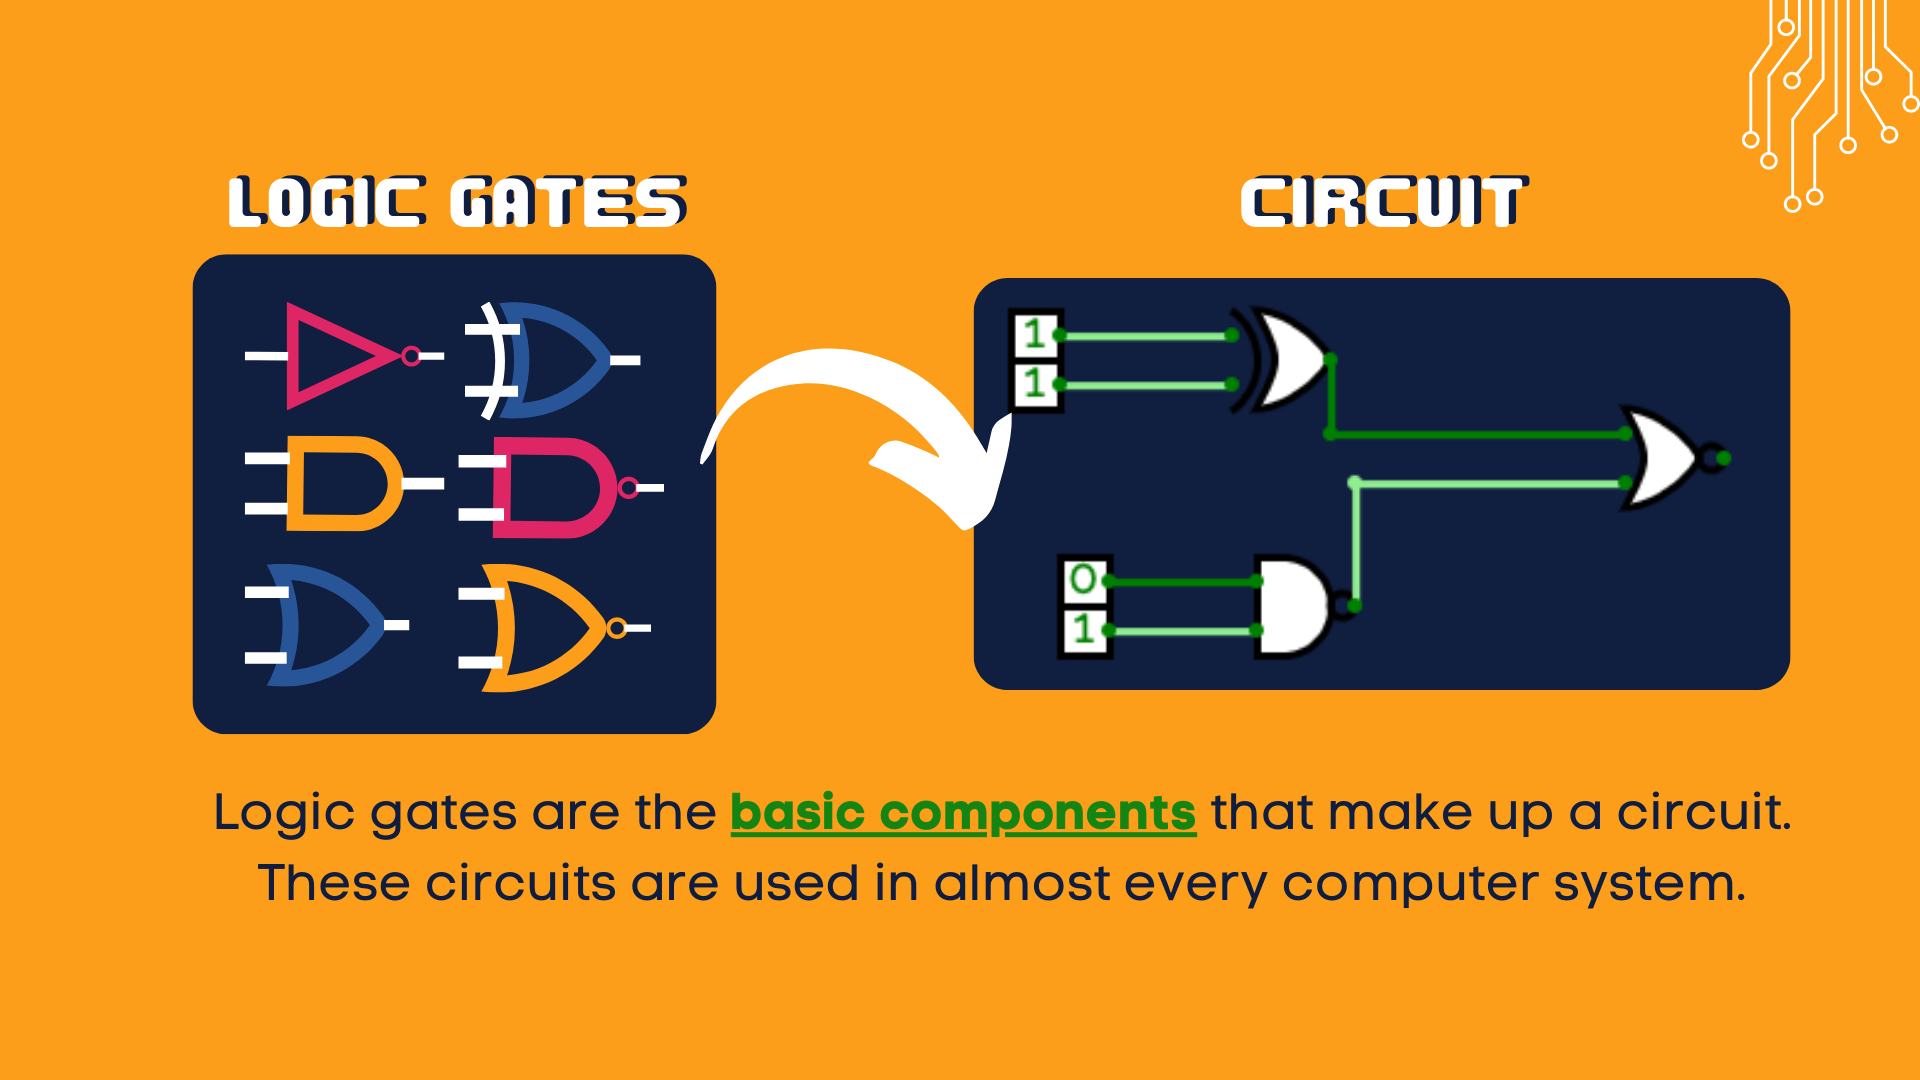 LOGIC GATES
CIRCUIT
1
1
0
1
Logic gates are the basic components that make up a circuit.
These circuits are used in almost every computer system.